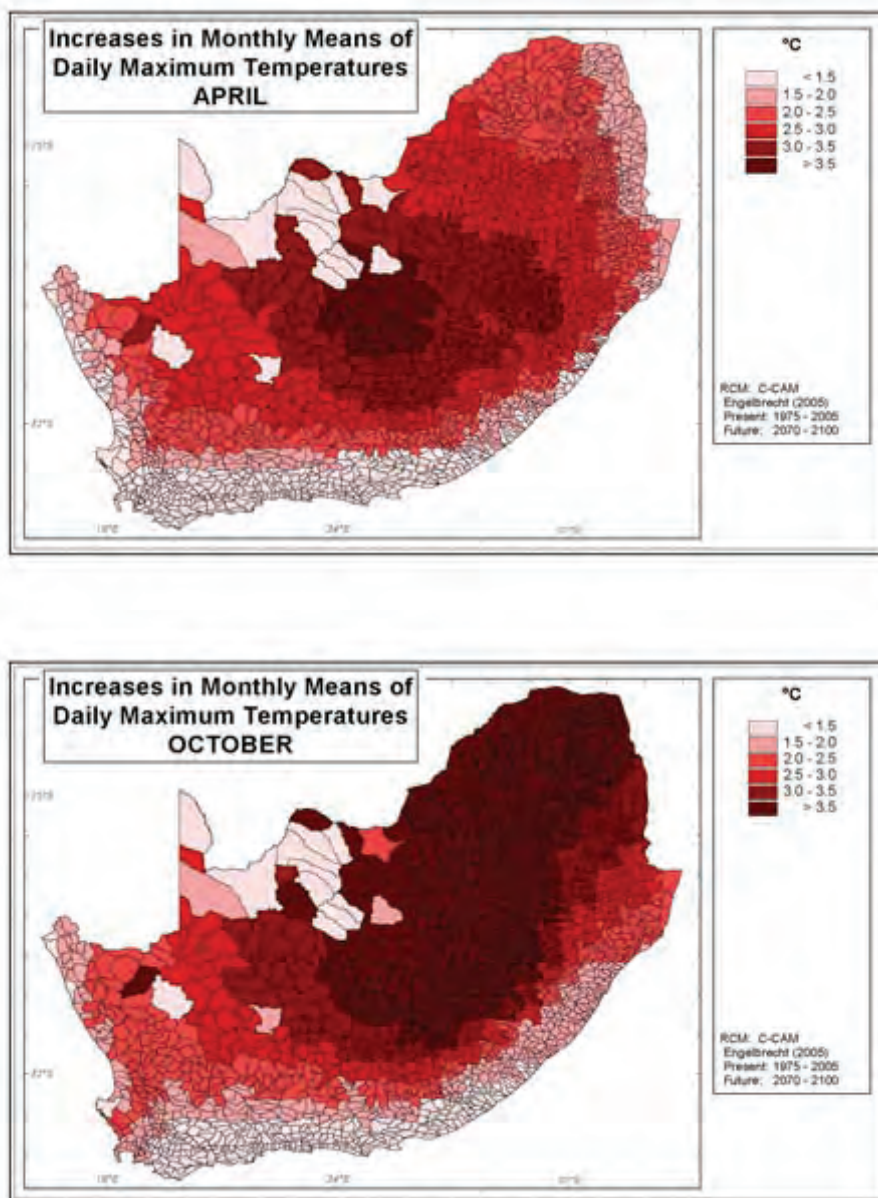 Increases in Monthly Means of
Daily Maximum Temperatures
APRIL
°C
< 1.5
1.5 - 2.0
2.0 - 2.5
2.5 - 3.0
3.0 - 3.5
> 3.5
RCM: C-CAM
Engelbrecht (2005)
Present: 1975 - 2005
Future: 2070 - 2100
Increases in Monthly Means of
Daily Maximum Temperatures
OCTOBER
°C
< 1.5
1.5 - 2.0
2.0 - 2.5
2.5 - 3.0
3.0 - 3.5
> 3.5
RCM: C-CAM
Engelbrecht (2005)
Present: 1975 - 2005
Future: 2070 - 2100